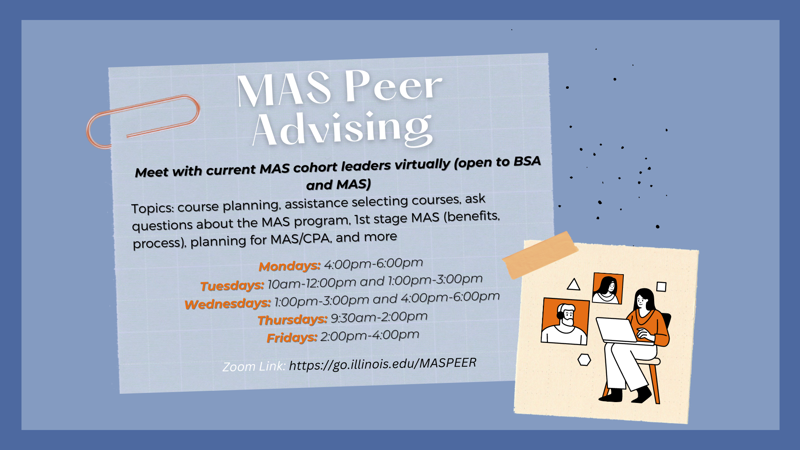 MAS Peer
Advising
Meet with current MAS cohort leaders virtually (open to BSA
and MAS)
Topics: course planning, assistance selecting courses, ask
questions about the MAS program, 1st stage MAS (benefits,
process), planning for MAS/CPA, and more
Mondays: 4:00pm-6:00pm
Tuesdays: 10am-12:00pm and 1:00pm-3:00pm
Wednesdays: 1:00pm-3:00pm and 4:00pm-6:00pm
Thursdays: 9:30am-2:00pm
Fridays: 2:00pm-4:00pm
Zoom Link: https://go.illinois.edu/MASPEER